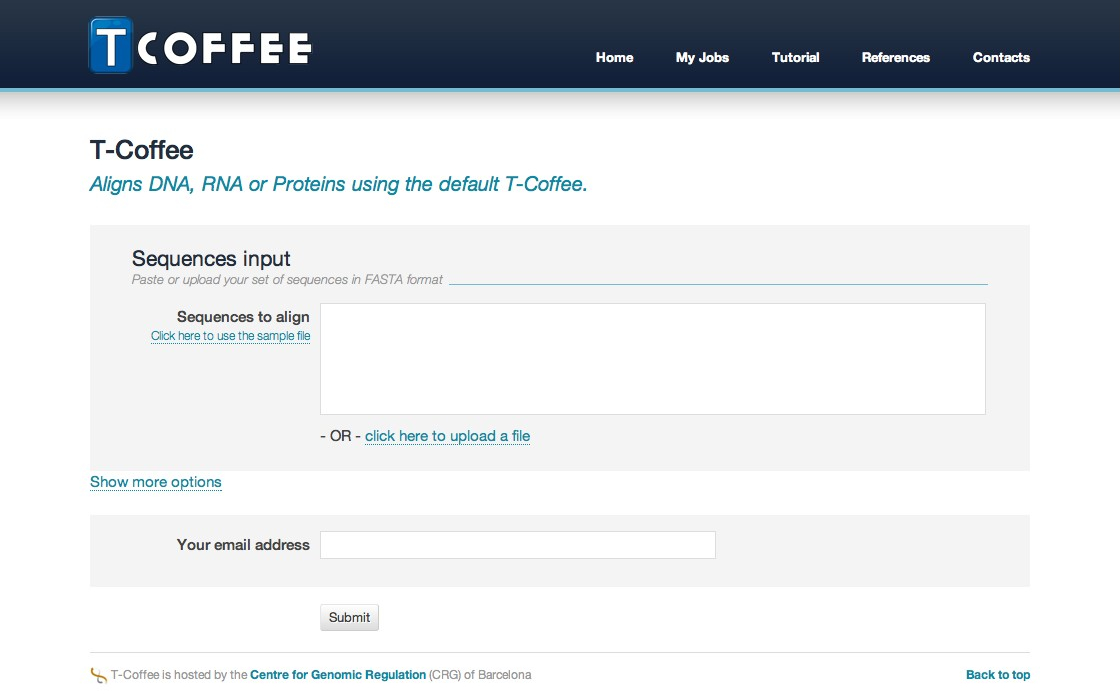 T COFFEE
Home My Jobs Tutorial References Contacts
T-Coffee
Aligns DNA, RNA or Proteins using the default T-Coffee.
Sequences input
Paste or upload your set of sequences in FASTA format
Sequences to align
Click here to use the sample file
- OR - click here to upload a file
Show more options
Your email address
Submit
T-Coffee is hosted by the Centre for Genomic Regulation (CRG) of Barcelona Back to top